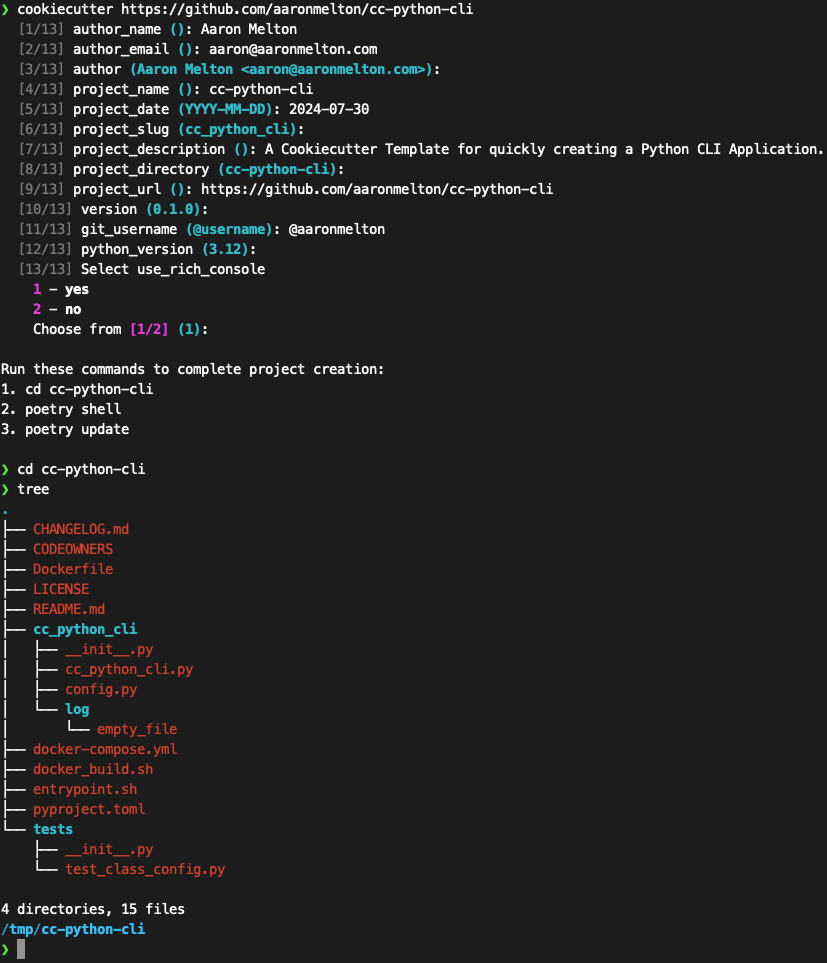 ❯ cookiecutter https://github.com/aaronmelton/cc-python-cli
  [1/13] author_name (): Aaron Melton
  [2/13] author_email (): aaron@aaronmelton.com
  [3/13] author (Aaron Melton <aaron@aaronmelton.com>):
  [4/13] project_name (): cc-python-cli
  [5/13] project_date (YYYY-MM-DD): 2024-07-30
  [6/13] project_slug (cc_python_cli):
  [7/13] project_description (): A Cookiecutter Template for quickly creating a Python CLI Application.
  [8/13] project_directory (cc-python-cli):
  [9/13] project_url (): https://github.com/aaronmelton/cc-python-cli
  [10/13] version (0.1.0):
  [11/13] git_username (@username): @aaronmelton
  [12/13] python_version (3.12):
  [13/13] Select use_rich_console
    1 - yes
    2 - no
    Choose from [1/2] (1):

Run these commands to complete project creation:
1. cd cc-python-cli
2. poetry shell
3. poetry update

❯ cd cc-python-cli
❯ tree
.
├── CHANGELOG.md
├── CODEOWNERS
├── Dockerfile
├── LICENSE
├── README.md
├── cc_python_cli
│   ├── __init__.py
│   ├── cc_python_cli.py
│   ├── config.py
│   └── log
│       └── empty_file
├── docker-compose.yml
├── docker_build.sh
├── entrypoint.sh
├── pyproject.toml
└── tests
    ├── __init__.py
    └── test_class_config.py

4 directories, 15 files
/tmp/cc-python-cli
❯